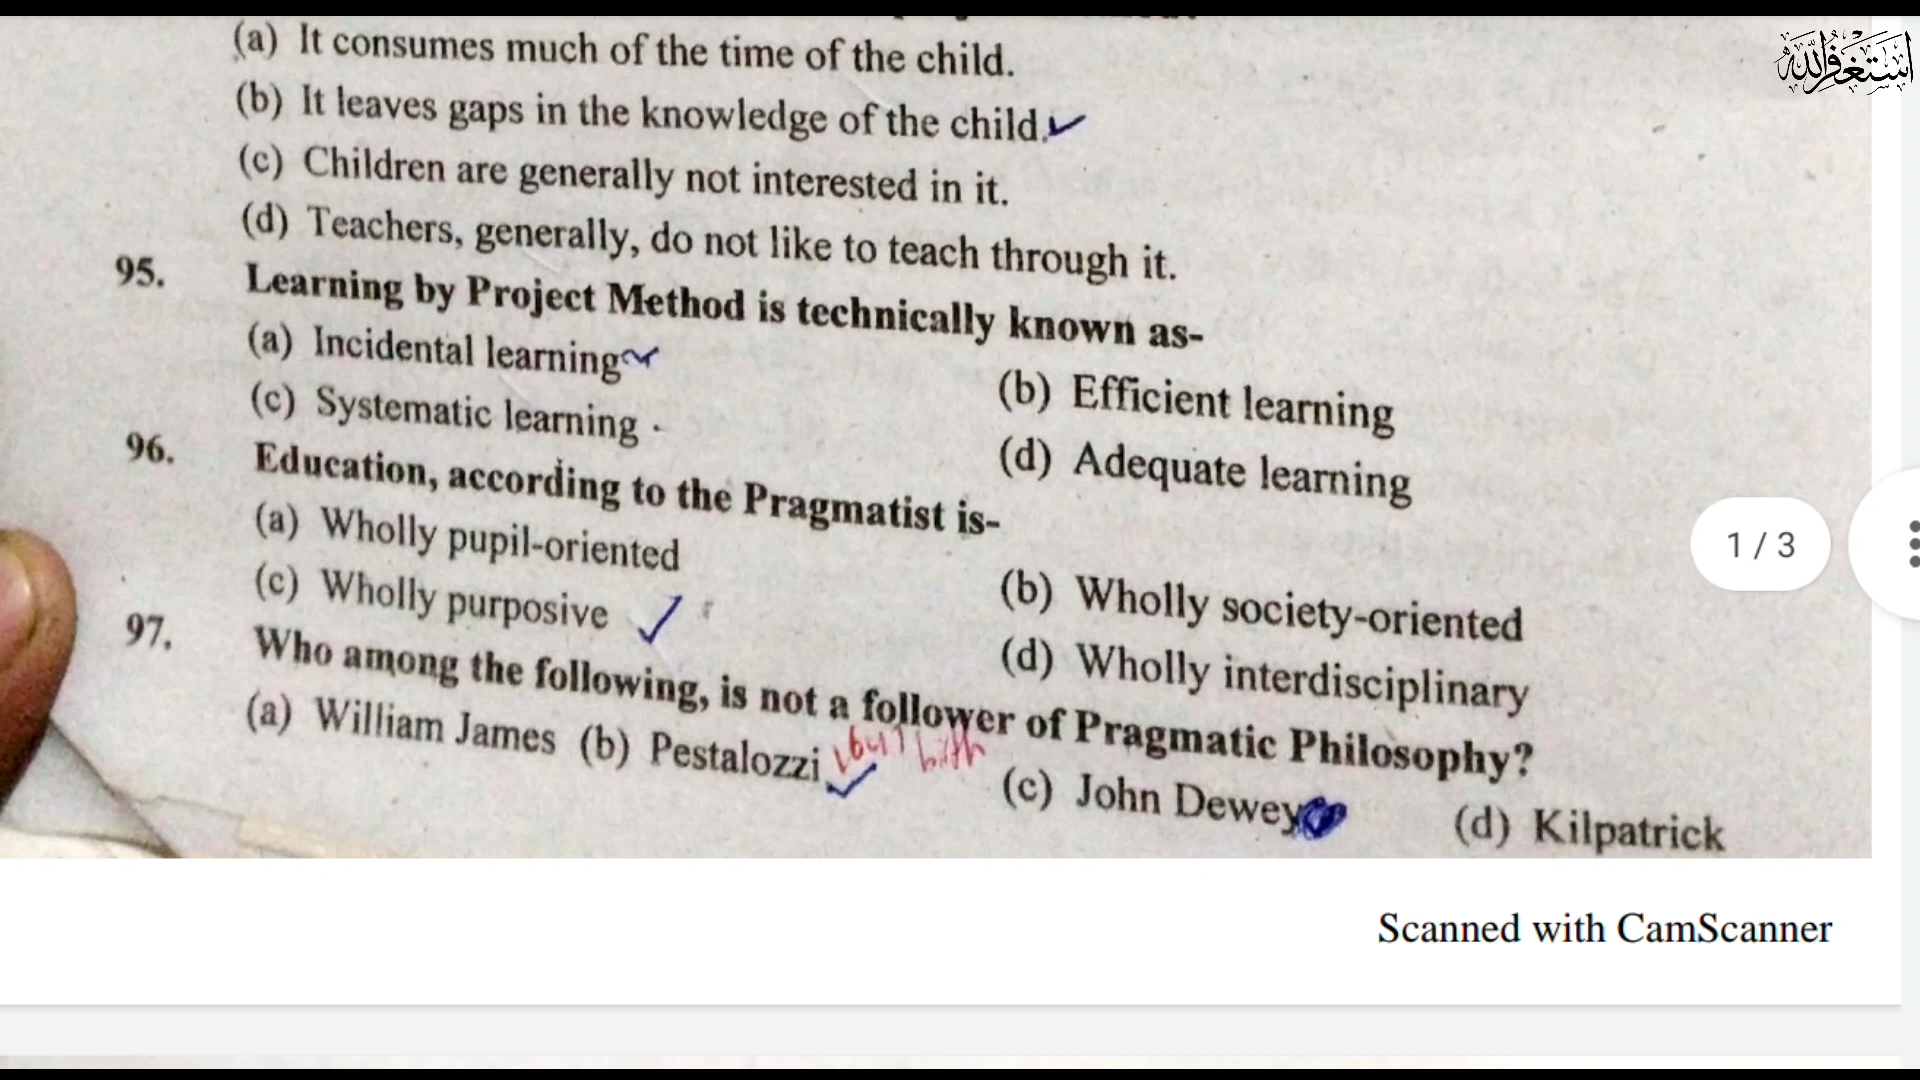 (a) It consumes much of the time of the child.
استغفر الله
(b) It leaves gaps in the knowledge of the child.
(c) Children are generally not interested in it.
(d) Teachers, generally, do not like to teach through it.
95. Learning by Project Method is technically known as-
(a) Incidental learning
(b) Efficient learning
(c) Systematic learning
(d) Adequate learning
96. Education, according to the Pragmatist is-
(a) Wholly pupil-oriented
(b) Wholly society-oriented
(c) Wholly purposive
(d) Wholly interdisciplinary
97. Who among the following, is not a follower of Pragmatic Philosophy?
(a) William James (b) Pestalozzi (c) John Dewey (d) Kilpatrick
1 / 3
Scanned with CamScanner